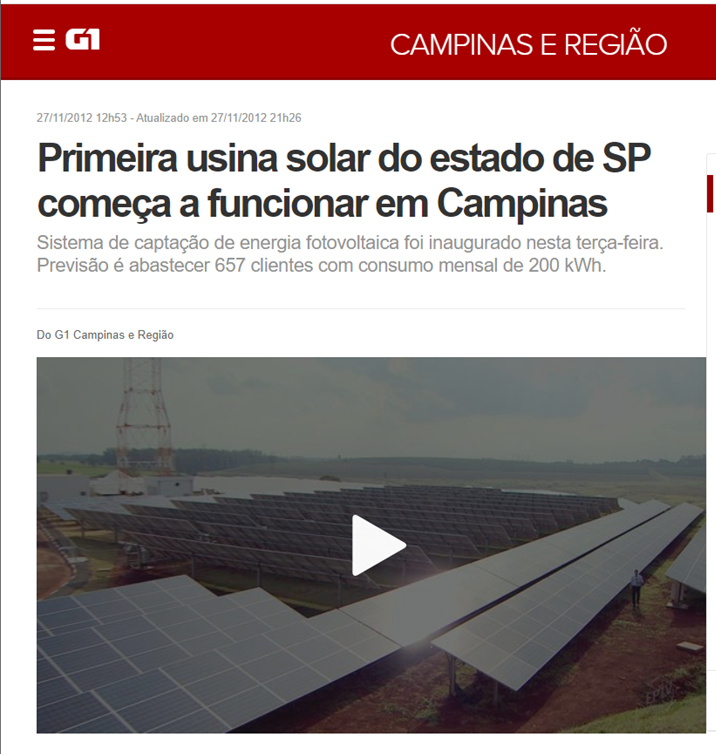 G1
CAMPINAS E REGIÃO
27/11/2012 12h53 - Atualizado em 27/11/2012 21h26
Primeira usina solar do estado de SP
começa a funcionar em Campinas
Sistema de captação de energia fotovoltaica foi inaugurado nesta terça-feira.
Previsão é abastecer 657 clientes com consumo mensal de 200 kWh.
Do G1 Campinas e Região
EPTV